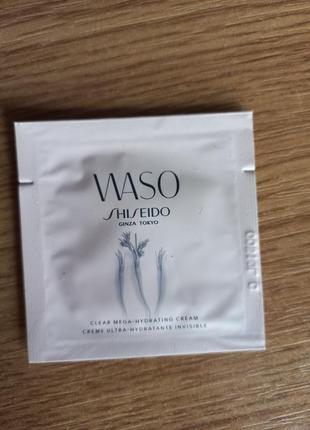 WASO
SHISEIDO
GINZA TOKYO
CLEAR MEGA-HYDRATING CREAM
CRÈME ULTRA-HYDRATANTE INVISIBLE